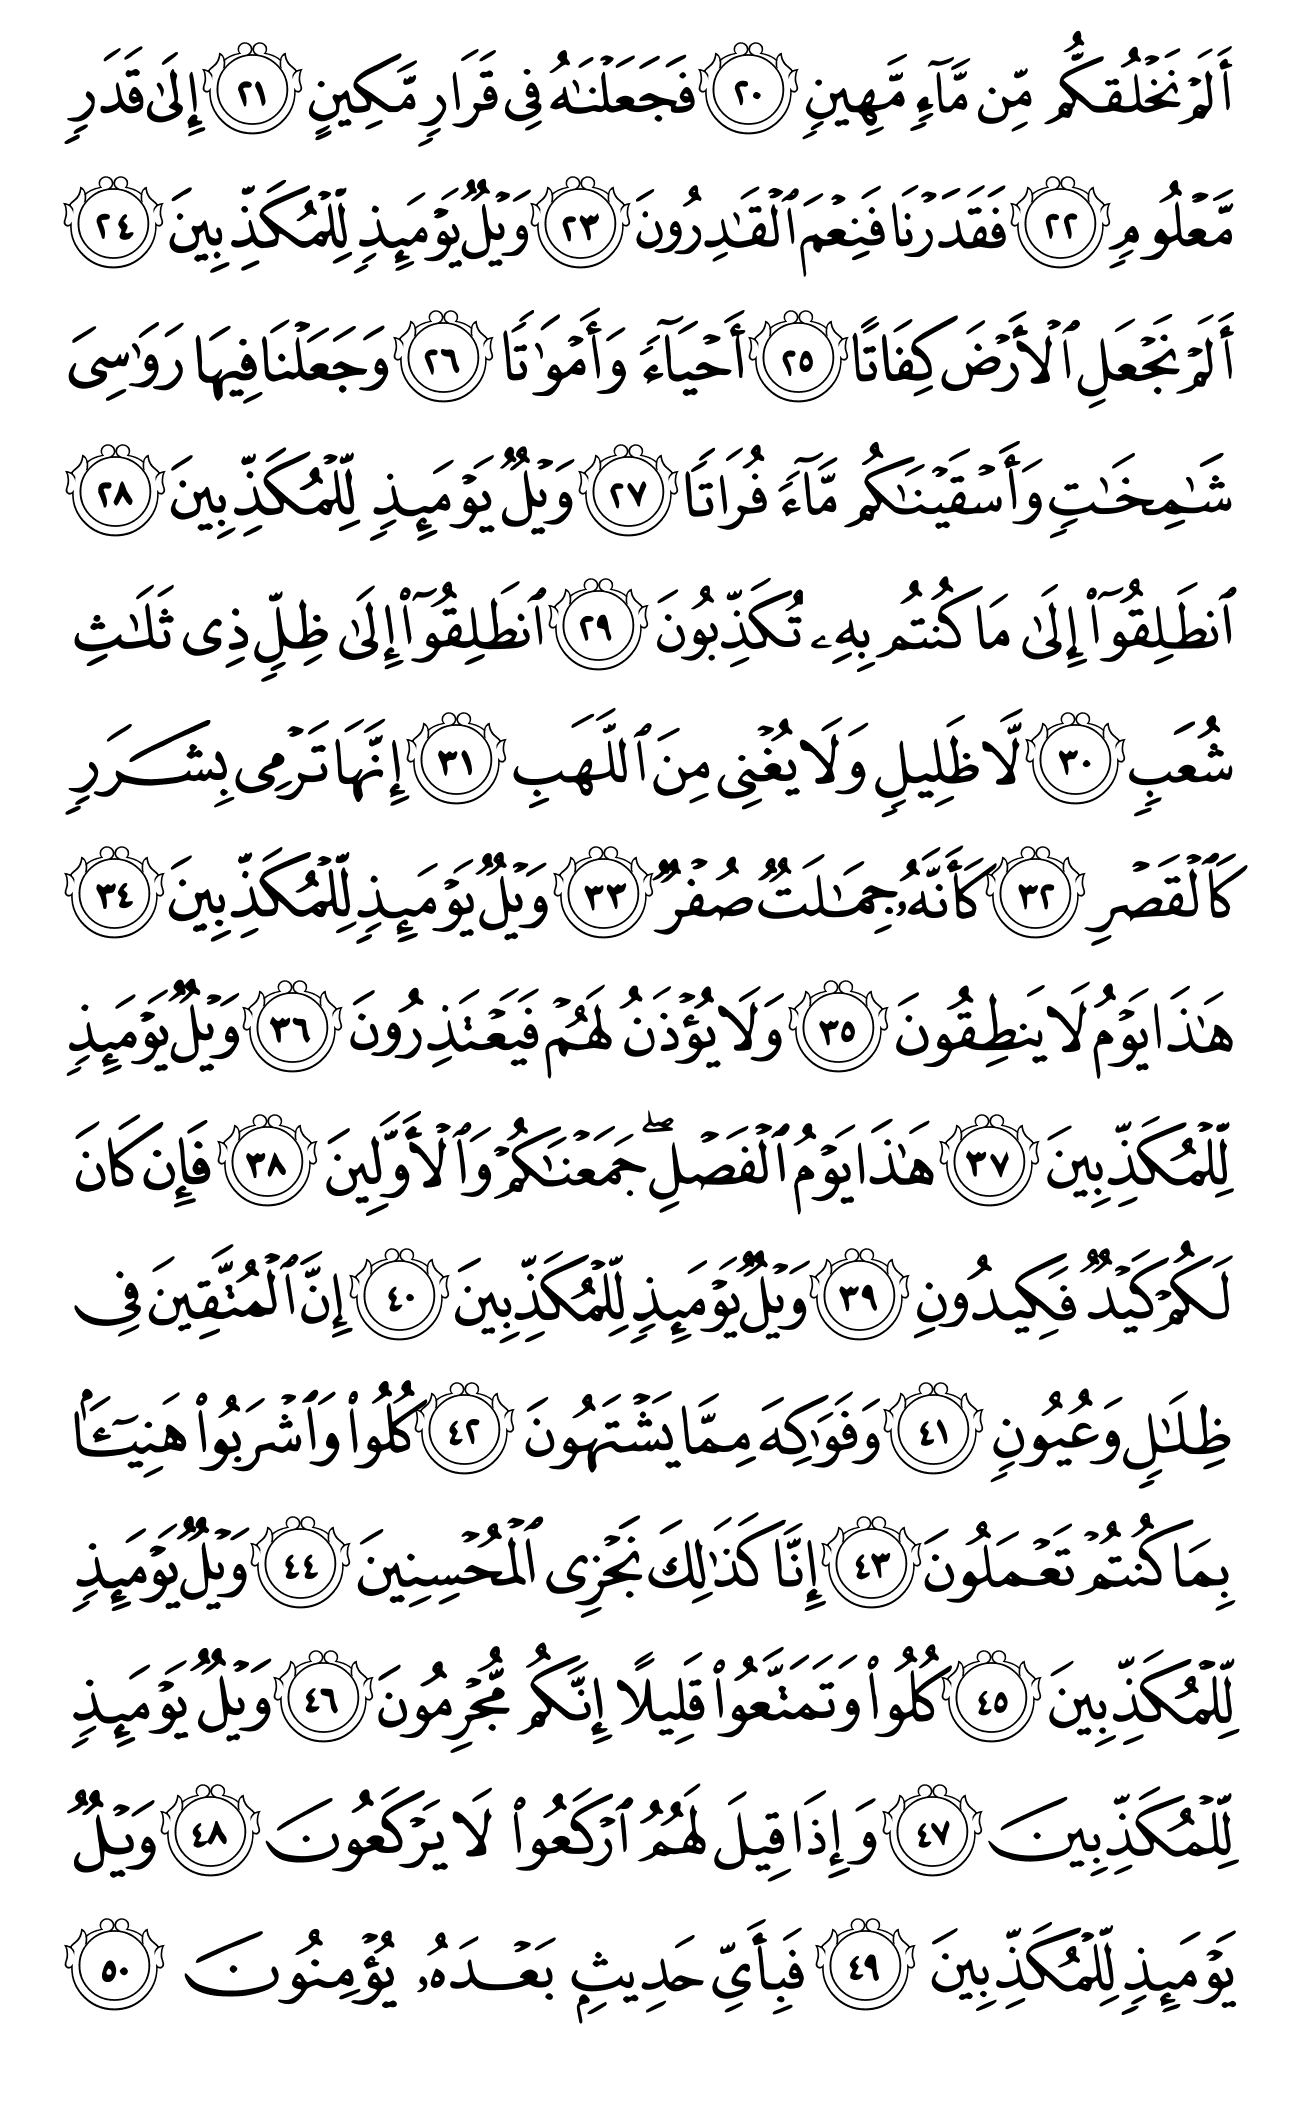 أَلَمْ نَخْلُقكُّم مِّن مَّآءٍ مَّهِينٍ ٢٠ فَجَعَلْنَٰهُ فِى قَرَارٍ مَّكِينٍ ٢١ إِلَىٰ قَدَرٍ
مَّعْلُومٍ ٢٢ فَقَدَرْنَا فَنِعْمَ ٱلْقَٰدِرُونَ ٢٣ وَيْلٌ يَوْمَئِذٍ لِّلْمُكَذِّبِينَ ٢٤
أَلَمْ نَجْعَلِ ٱلْأَرْضَ كِفَاتًا ٢٥ أَحْيَآءً وَأَمْوَٰتًا ٢٦ وَجَعَلْنَا فِيهَا رَوَٰسِىَ
شَٰمِخَٰتٍ وَأَسْقَيْنَٰكُم مَّآءً فُرَاتًا ٢٧ وَيْلٌ يَوْمَئِذٍ لِّلْمُكَذِّبِينَ ٢٨
ٱنطَلِقُوٓا۟ إِلَىٰ مَا كُنتُم بِهِۦ تُكَذِّبُونَ ٢٩ ٱنطَلِقُوٓا۟ إِلَىٰ ظِلٍّ ذِى ثَلَٰثِ
شُعَبٍ ٣٠ لَّا ظَلِيلٍ وَلَا يُغْنِى مِنَ ٱللَّهَبِ ٣١ إِنَّهَا تَرْمِى بِشَرَرٍ
كَٱلْقَصْرِ ٣٢ كَأَنَّهُۥ جِمَٰلَتٌ صُفْرٌ ٣٣ وَيْلٌ يَوْمَئِذٍ لِّلْمُكَذِّبِينَ ٣٤
هَٰذَا يَوْمُ لَا يَنطِقُونَ ٣٥ وَلَا يُؤْذَنُ لَهُمْ فَيَعْتَذِرُونَ ٣٦ وَيْلٌ يَوْمَئِذٍ
لِّلْمُكَذِّبِينَ ٣٧ هَٰذَا يَوْمُ ٱلْفَصْلِ ۖ جَمَعْنَٰكُمْ وَٱلْأَوَّلِينَ ٣٨ فَإِن كَانَ
لَكُمْ كَيْدٌ فَكِيدُونِ ٣٩ وَيْلٌ يَوْمَئِذٍ لِّلْمُكَذِّبِينَ ٤٠ إِنَّ ٱلْمُتَّقِينَ فِى
ظِلَٰلٍ وَعُيُونٍ ٤١ وَفَوَٰكِهَ مِمَّا يَشْتَهُونَ ٤٢ كُلُوا۟ وَٱشْرَبُوا۟ هَنِيٓـًٔۢا
بِمَا كُنتُمْ تَعْمَلُونَ ٤٣ إِنَّا كَذَٰلِكَ نَجْزِى ٱلْمُحْسِنِينَ ٤٤ وَيْلٌ يَوْمَئِذٍ
لِّلْمُكَذِّبِينَ ٤٥ كُلُوا۟ وَتَمَتَّعُوا۟ قَلِيلًا إِنَّكُم مُّجْرِمُونَ ٤٦ وَيْلٌ يَوْمَئِذٍ
لِّلْمُكَذِّبِينَ ٤٧ وَإِذَا قِيلَ لَهُمُ ٱرْكَعُوا۟ لَا يَرْكَعُونَ ٤٨ وَيْلٌ
يَوْمَئِذٍ لِّلْمُكَذِّبِينَ ٤٩ فَبِأَىِّ حَدِيثٍۭ بَعْدَهُۥ يُؤْمِنُونَ ٥٠